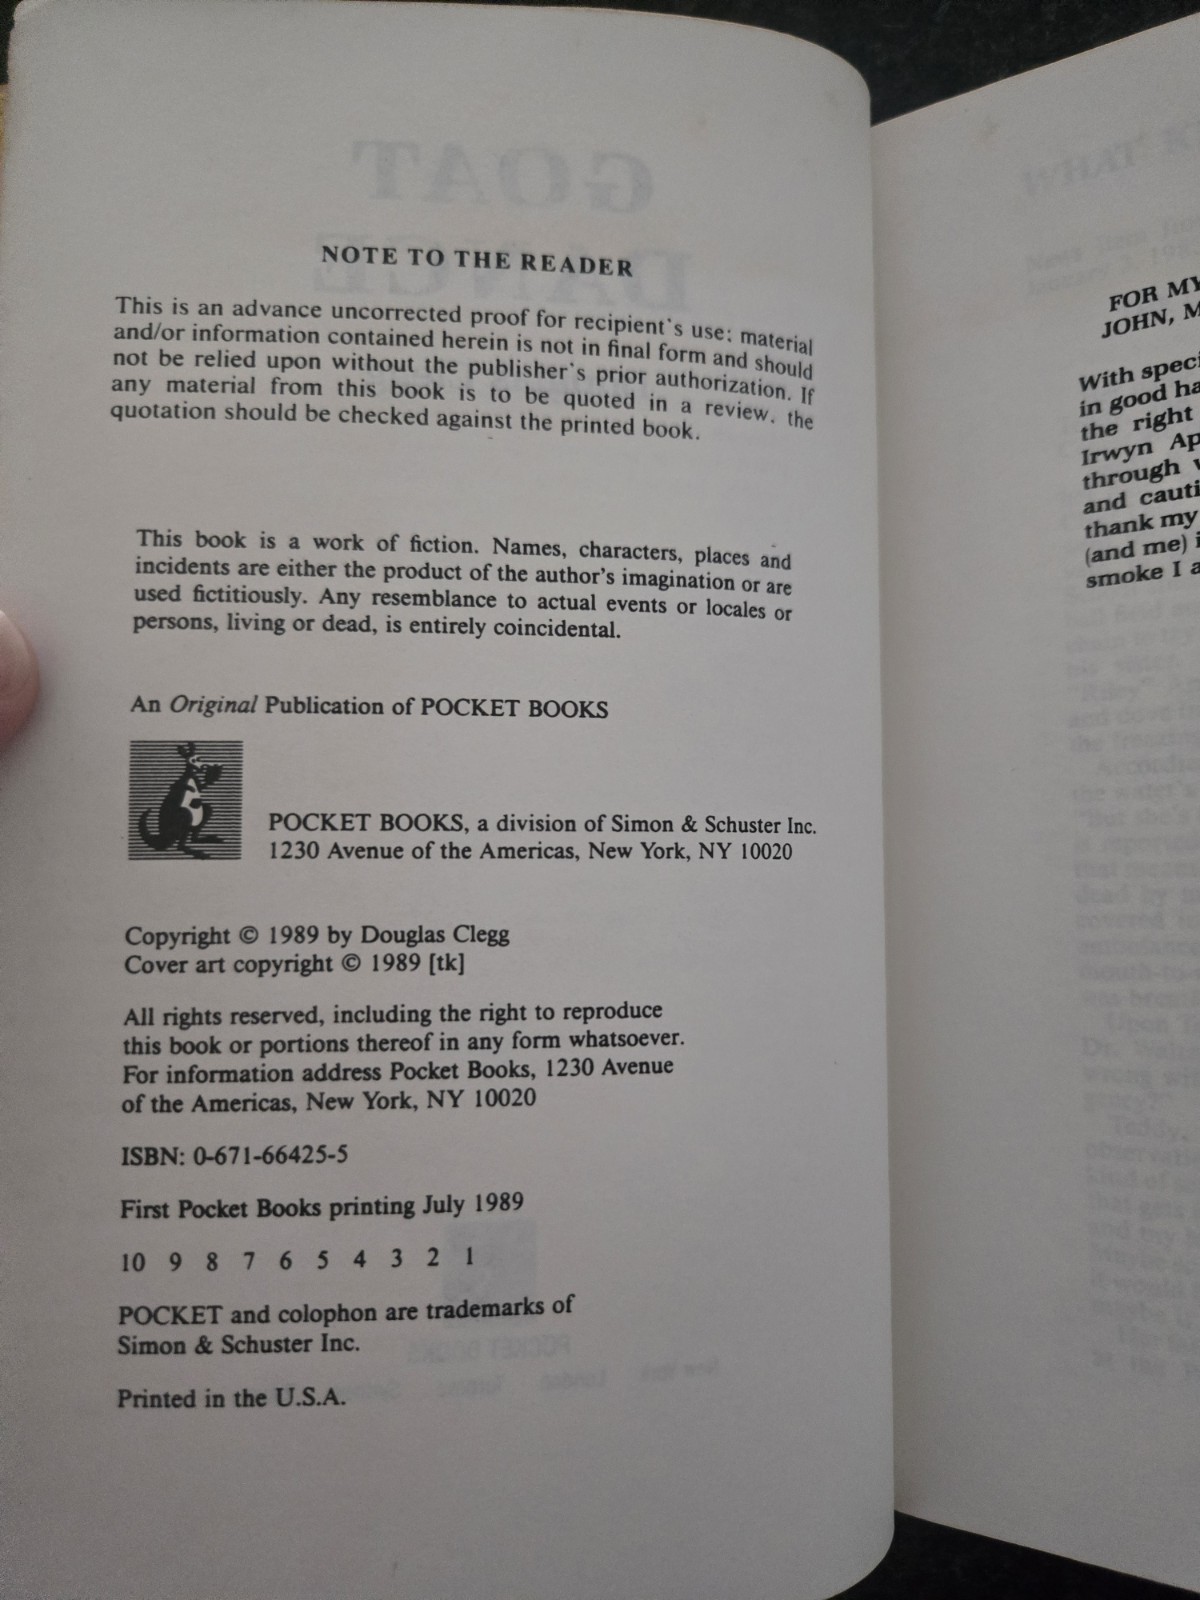 NOTE TO THE READER
This is an advance uncorrected proof for recipient's use; material
and/or information contained herein is not in final form and should
not be relied upon without the publisher's prior authorization. If
any material from this book is to be quoted in a review, the
quotation should be checked against the printed book.
This book is a work of fiction. Names, characters, places and
incidents are either the product of the author's imagination or are
used fictitiously. Any resemblance to actual events or locales or
persons, living or dead, is entirely coincidental.
An Original Publication of POCKET BOOKS
POCKET BOOKS, a division of Simon & Schuster Inc.
1230 Avenue of the Americas, New York, NY 10020
Copyright © 1989 by Douglas Clegg
Cover art copyright © 1989 [tk]
All rights reserved, including the right to reproduce
this book or portions thereof in any form whatsoever.
For information address Pocket Books, 1230 Avenue
of the Americas, New York, NY 10020
ISBN: 0-671-66425-5
First Pocket Books printing July 1989
10 9 8 7 6 5 4 3 2 1
POCKET and colophon are trademarks of
Simon & Schuster Inc.
Printed in the U.S.A.
FOR MY
JOHN, M
With speci
in good ha
the right
Irwyn Ap
through
and cauti
thank my
(and me) i
smoke I a